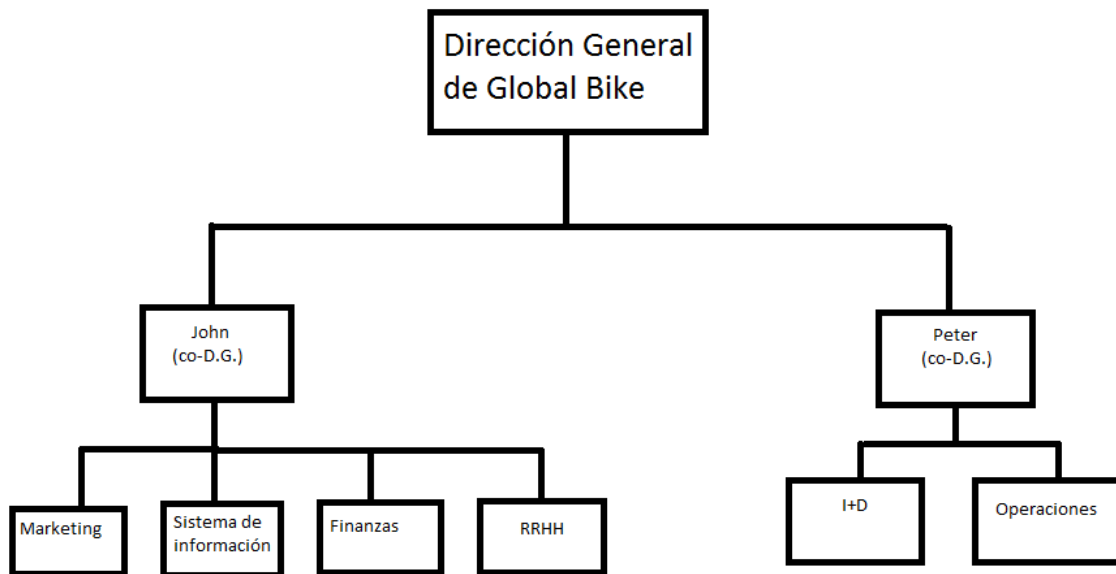 Dirección General
de Global Bike
John
(co-D.G.)
Peter
(co-D.G.)
Marketing
Sistema de
información
Finanzas
RRHH
I+D
Operaciones